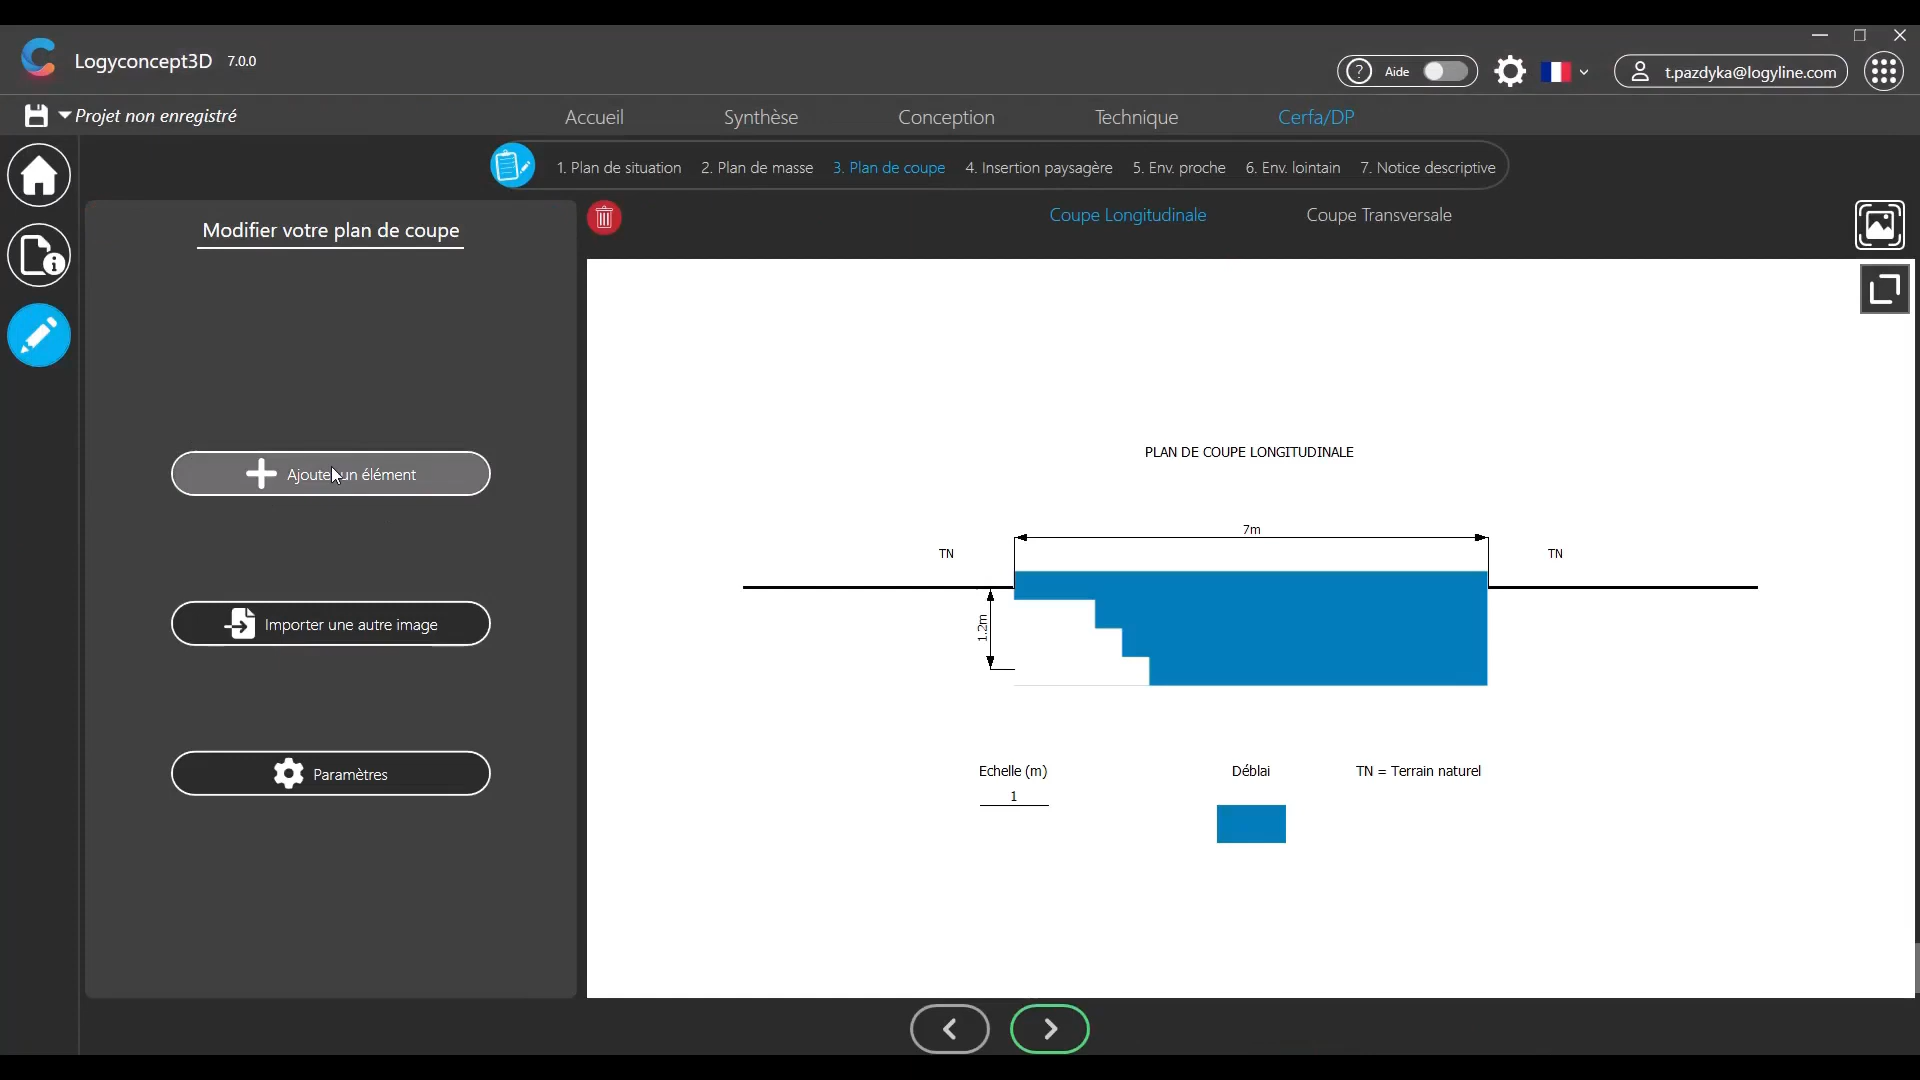 Logyconcept3D 7.0.0
Aide
t.pazdyka@logyline.com
Projet non enregistré
Accueil
Synthèse
Conception
Technique
Cerfa/DP
1. Plan de situation
2. Plan de masse
3. Plan de coupe
4. Insertion paysagère
5. Env. proche
6. Env. lointain
7. Notice descriptive
Modifier votre plan de coupe
Coupe Longitudinale
Coupe Transversale
Ajouter un élément
Importer une autre image
Paramètres
PLAN DE COUPE LONGITUDINALE
7m
TN
TN
1.2m
Echelle (m)
1
Déblai
TN = Terrain naturel